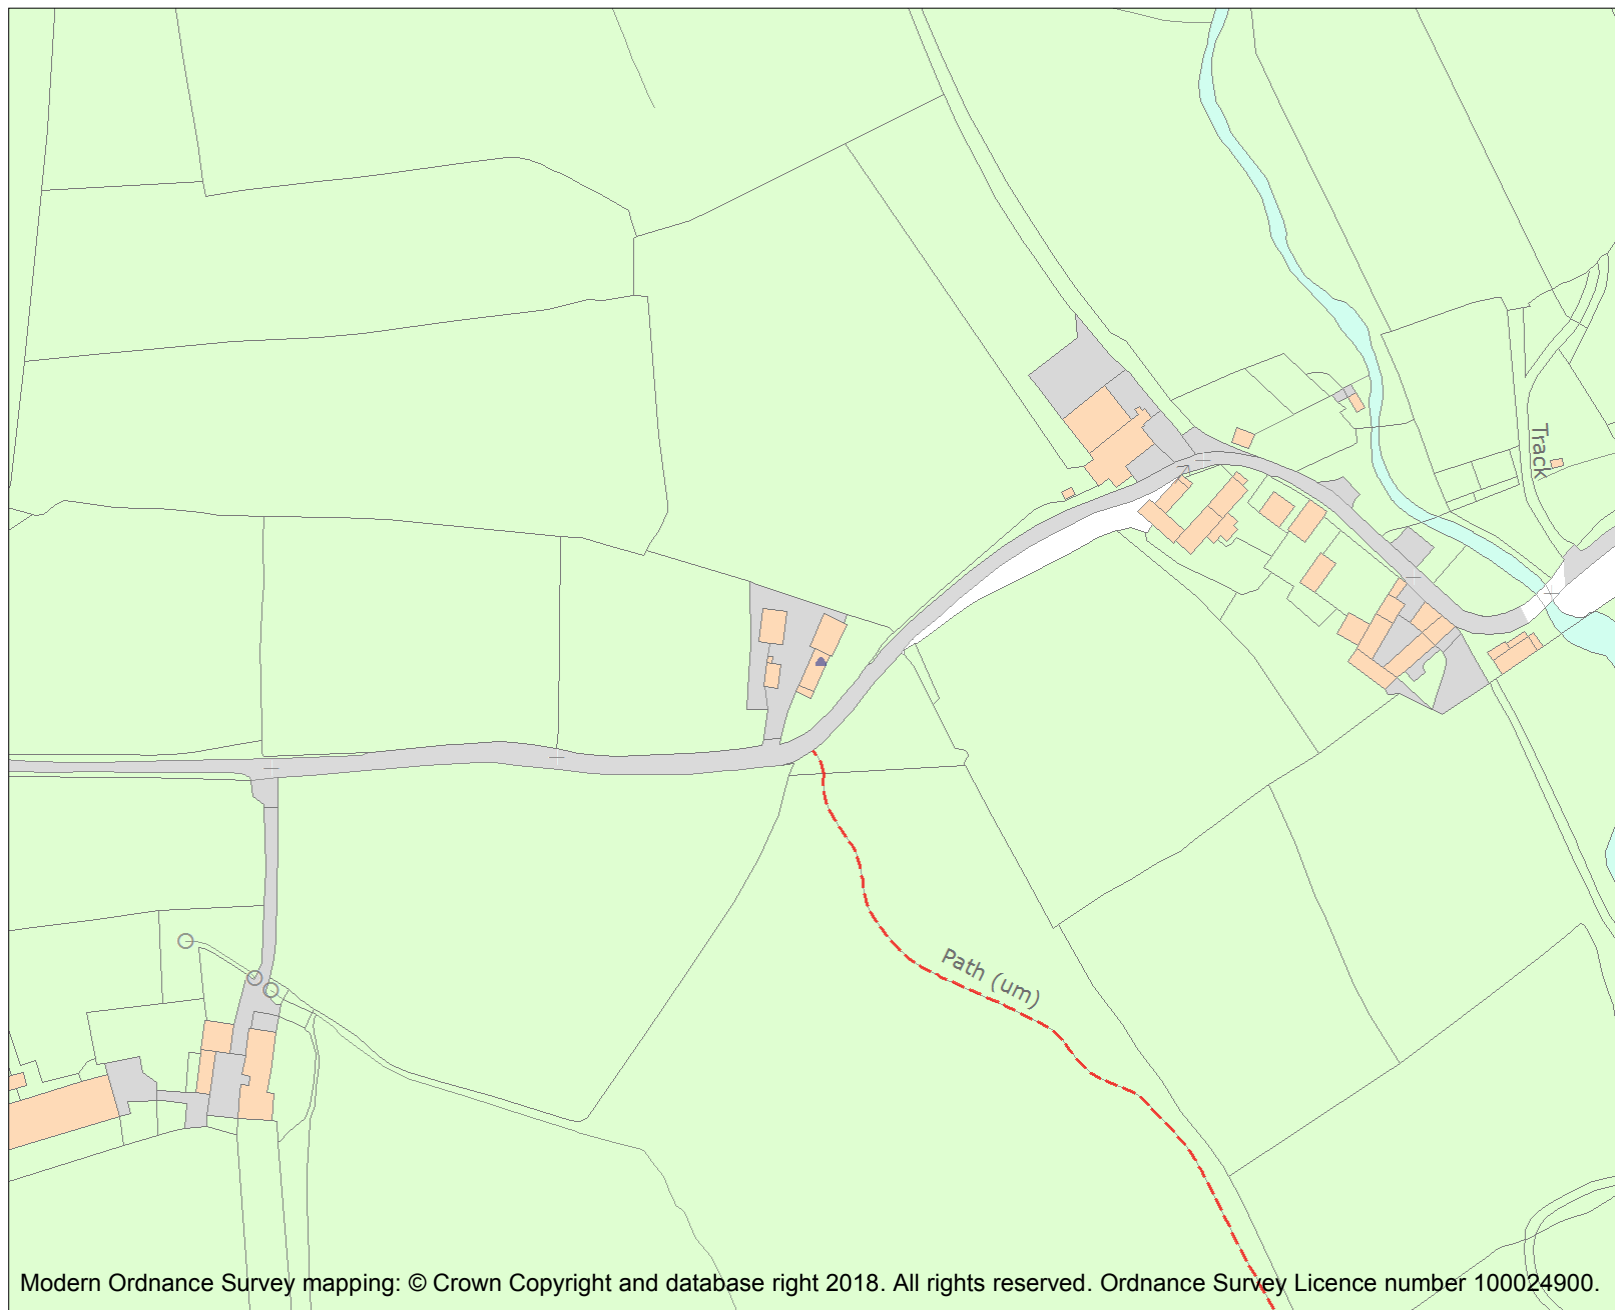 Track
Path (um)
Modern Ordnance Survey mapping: © Crown Copyright and database right 2018. All rights reserved. Ordnance Survey Licence number 100024900.